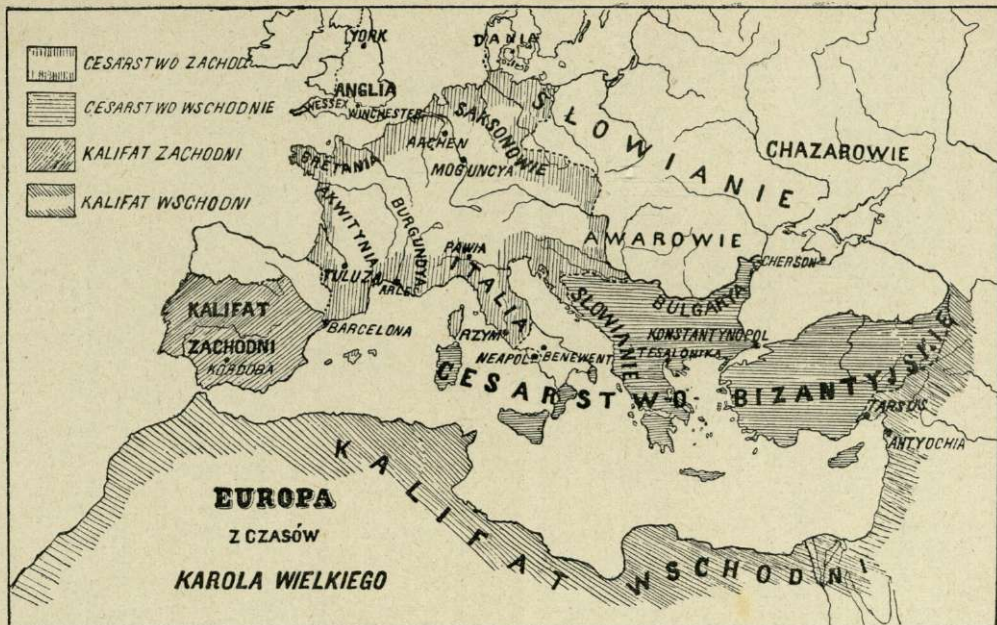 CESARSTWO ZACHOD.
CESARSTWO WSCHODNIE
KALIFAT ZACHODNI
KALIFAT WSCHODNI
YORK
ANGLIA
WESSEX
WINCHESTER
DANIA
SAKSONOWIE
SŁOWIANIE
CHAZAROWIE
ARCHEN
MOGUNCYA
BRETANIA
AKWITYNIA
BURGUNDYA
AWAROWIE
CHERSON
PAWIA
ITALIA
TULUZA
ARLE
BULGARYA
SŁOWIANIE
KALIFAT
ZACHODNI
KORDOBA
BARCELONA
RZYM
NEAPOL
BENEWENT
KONSTANTYNOPOL
TESALONIKA
CESARSTWO BIZANTYJSKIE
TARSUS
ANTYOCHIA
KALIFAT WSCHODNI
EUROPA
Z CZASÓW
KAROLA WIELKIEGO